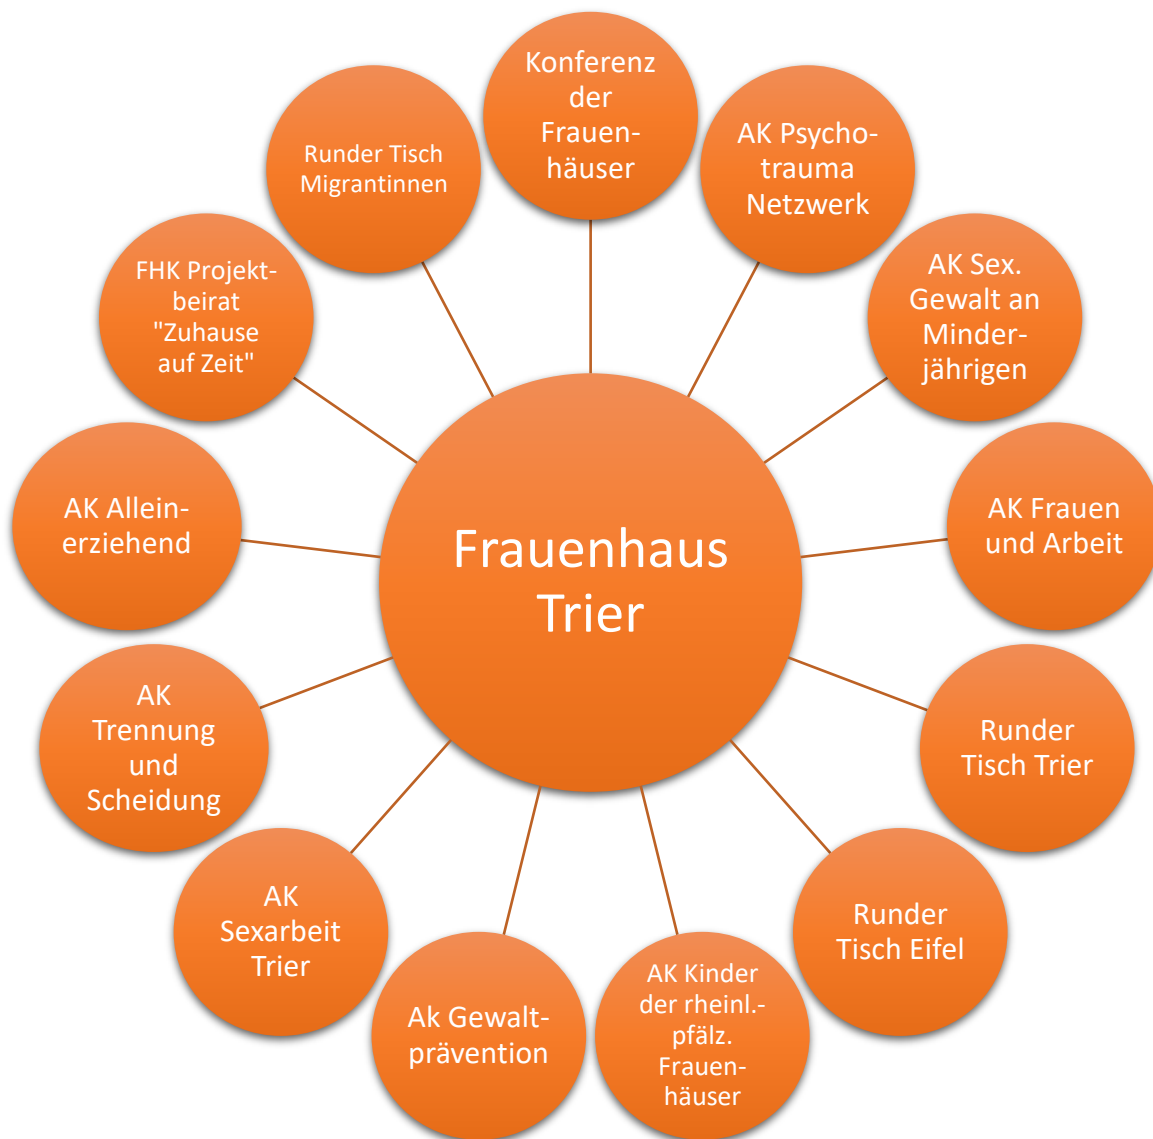 Konferenz
der
Frauen-
häuser
AK Psycho-
trauma
Netzwerk
AK Sex.
Gewalt an
Minder-
jährigen
AK Frauen
und Arbeit
Runder
Tisch Trier
Runder
Tisch Eifel
AK Kinder
der rheinl.-
pfälz.
Frauen-
häuser
Ak Gewalt-
prävention
AK
Sexarbeit
Trier
AK
Trennung
und
Scheidung
AK Allein-
erziehend
FHK Projekt-
beirat
"Zuhause
auf Zeit"
Runder Tisch
Migrantinnen
Frauenhaus
Trier